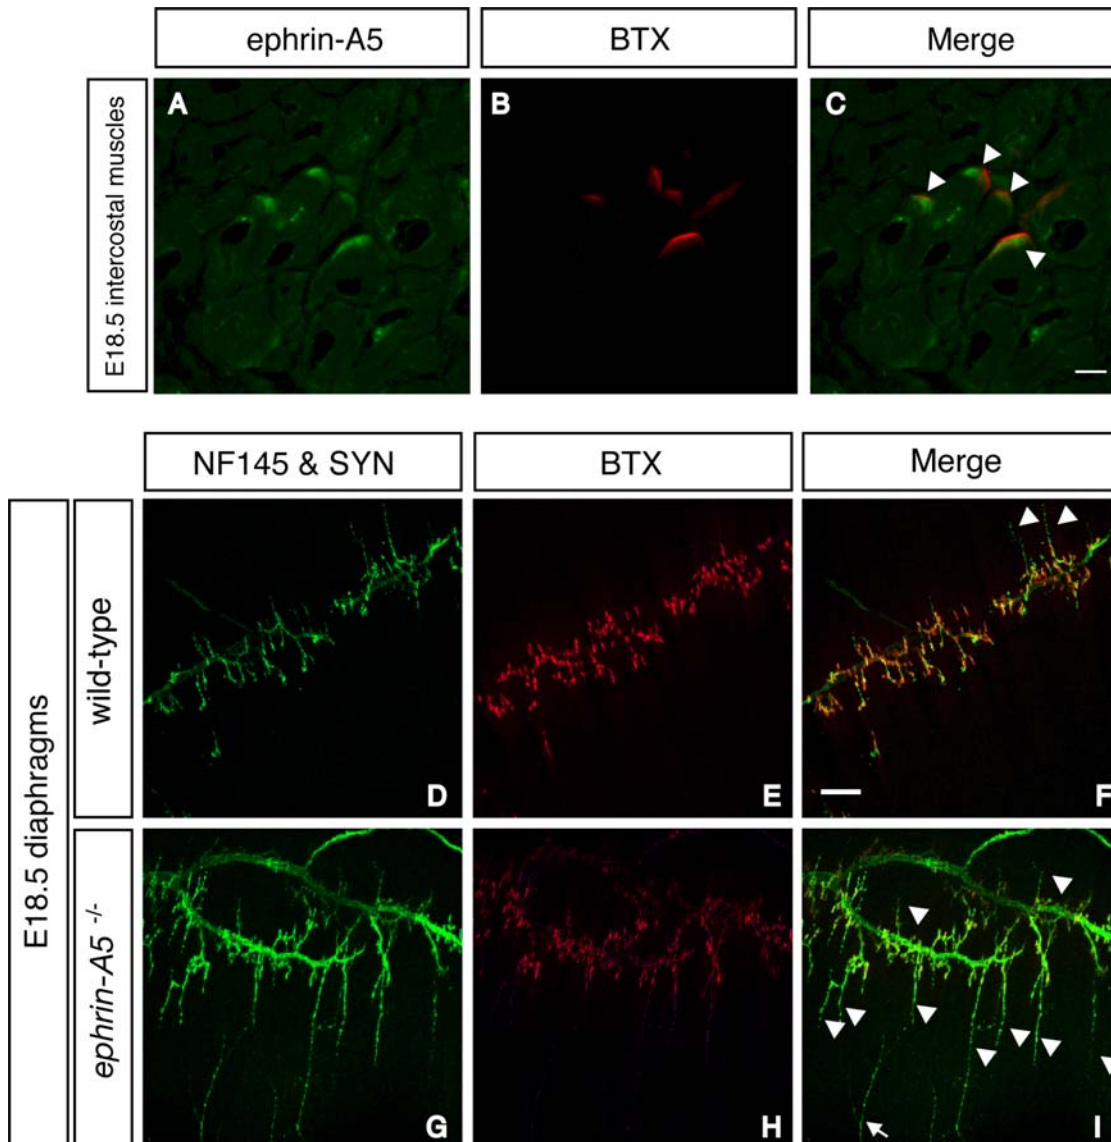 ephrin-A5
BTX
Merge
E18.5 intercostal muscles
A
B
C
NF145 & SYN
BTX
Merge
E18.5 diaphragms
wild-type
D
E
F
ephrin-A5 -/-
G
H
I